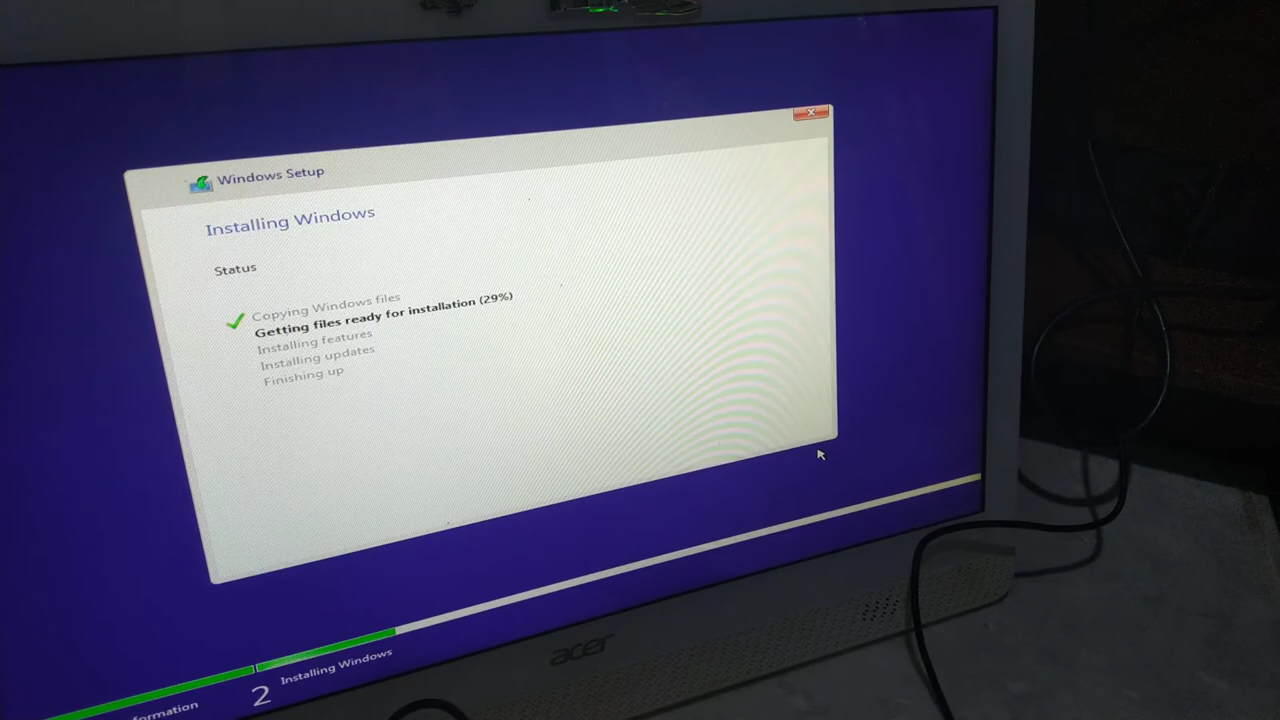 Windows Setup
Installing Windows
Status
Copying Windows files
Getting files ready for installation (29%)
Installing features
Installing updates
Finishing up
acer
2 Installing Windows
formation